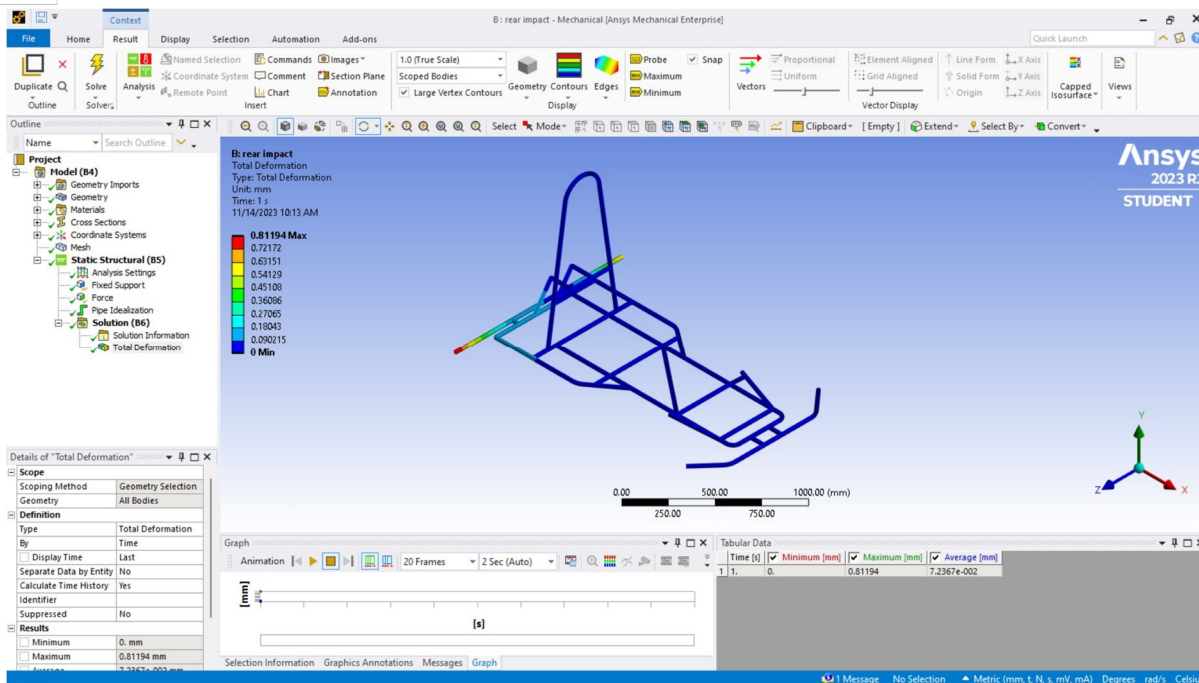 Context
B : rear impact - Mechanical [Ansys Mechanical Enterprise]
File Home Result Display Selection Automation Add-ons
Quick Launch
Duplicate
Outline
Solve
Solver
Analysis
Named Selection
Coordinate System
Remote Point
Commands
Comment
Chart
Images
Section Plane
Annotation
Insert
1.0 (True Scale)
Scoped Bodies
Large Vertex Contours
Geometry Contours Edges
Display
Probe
Maximum
Minimum
Snap
Vectors
Proportional
Uniform
Element Aligned
Grid Aligned
Line Form
Solid Form
Origin
X Axis
Y Axis
Z Axis
Vector Display
Capped Isosurface
Views
Outline
Name Search Outline
Project
Model (B4)
Geometry Imports
Geometry
Materials
Cross Sections
Coordinate Systems
Mesh
Static Structural (B5)
Analysis Settings
Fixed Support
Force
Pipe Idealization
Solution (B6)
Solution Information
Total Deformation
Select Mode Clipboard [ Empty ] Extend Select By Convert
B: rear impact
Total Deformation
Type: Total Deformation
Unit: mm
Time: 1 s
11/14/2023 10:13 AM
0.81194 Max
0.72172
0.63151
0.54129
0.45108
0.36086
0.27065
0.18043
0.090215
0 Min
Ansys
2023 R
STUDENT
0.00 500.00 1000.00 (mm)
250.00 750.00
Y
Z X
Details of "Total Deformation"
Scope
Scoping Method Geometry Selection
Geometry All Bodies
Definition
Type Total Deformation
By Time
Display Time Last
Separate Data by Entity No
Calculate Time History Yes
Identifier
Suppressed No
Results
Minimum 0. mm
Maximum 0.81194 mm
Average 7.2367e-002 mm
Graph
Animation 20 Frames 2 Sec (Auto)
[mm]
[s]
Selection Information Graphics Annotations Messages Graph
Tabular Data
Time [s] Minimum [mm] Maximum [mm] Average [mm]
1 1. 0. 0.81194 7.2367e-002
1 Message No Selection Metric (mm, t, N, s, mV, mA) Degrees rad/s Celsiu